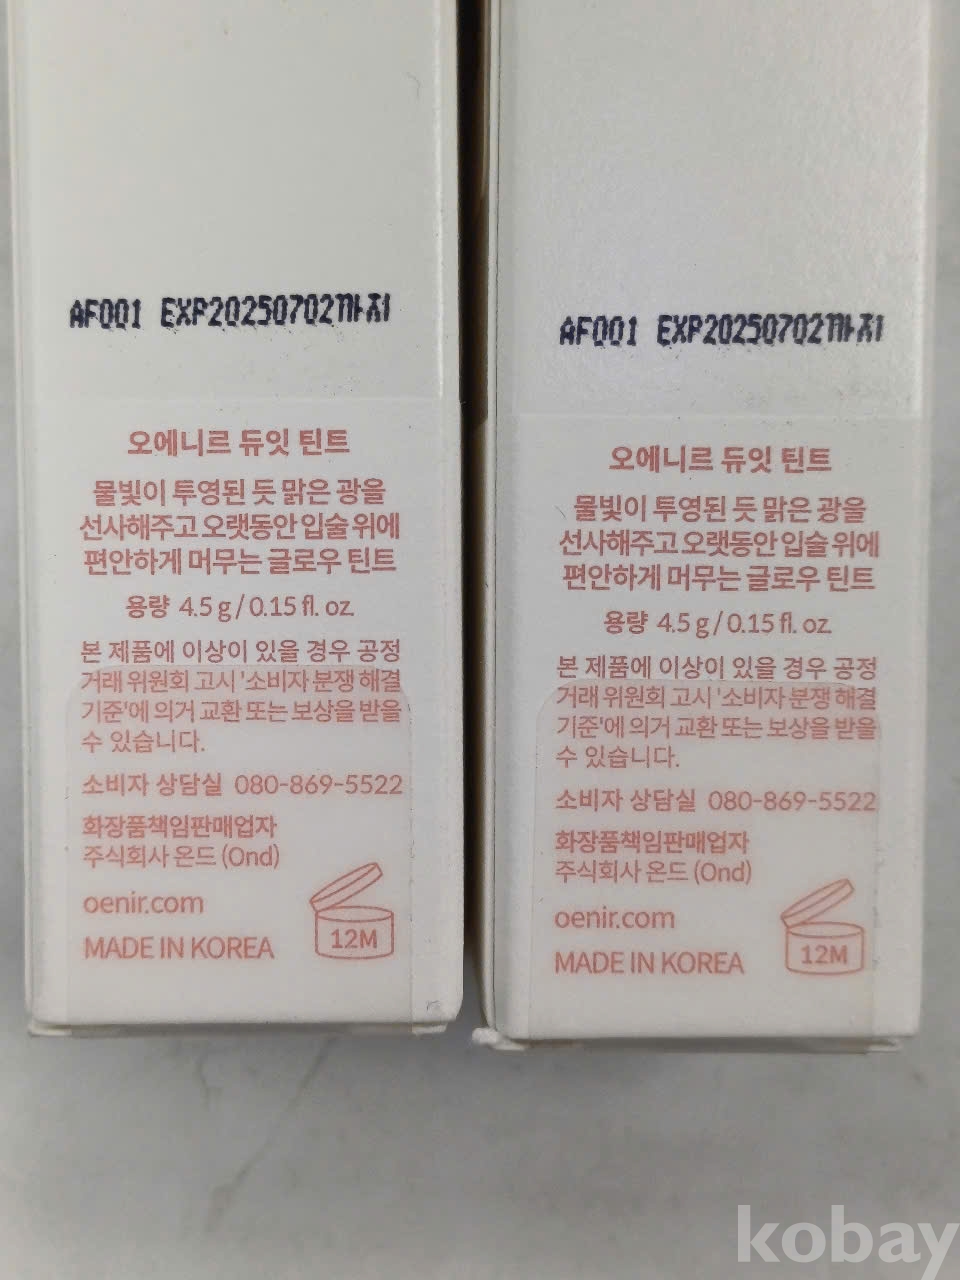 AF001 EXP20250702까지
오에니르 듀잇 틴트
물빛이 투영된 듯 맑은 광을
선사해주고 오랫동안 입술 위에
편안하게 머무는 글로우 틴트
용량 4.5 g / 0.15 fl. oz.
본 제품에 이상이 있을 경우 공정
거래 위원회 고시 '소비자 분쟁 해결
기준'에 의거 교환 또는 보상을 받을
수 있습니다.
소비자 상담실 080-869-5522
화장품책임판매업자
주식회사 온드 (Ond)
oenir.com
MADE IN KOREA
12M
AF001 EXP20250702까지
오에니르 듀잇 틴트
물빛이 투영된 듯 맑은 광을
선사해주고 오랫동안 입술 위에
편안하게 머무는 글로우 틴트
용량 4.5 g / 0.15 fl. oz.
본 제품에 이상이 있을 경우 공정
거래 위원회 고시 '소비자 분쟁 해결
기준'에 의거 교환 또는 보상을 받을
수 있습니다.
소비자 상담실 080-869-5522
화장품책임판매업자
주식회사 온드 (Ond)
oenir.com
MADE IN KOREA
12M
kobay